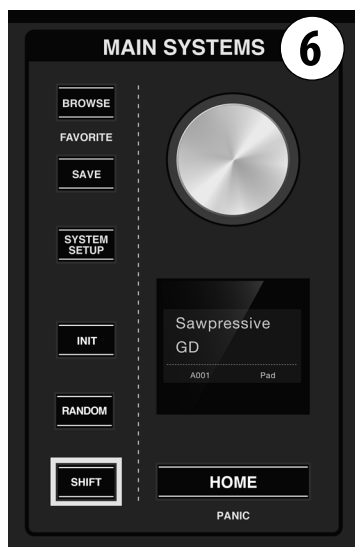 MAIN SYSTEMS
6
BROWSE
FAVORITE
SAVE
SYSTEM
SETUP
INIT
RANDOM
SHIFT
Sawpressive
GD
A001 Pad
HOME
PANIC